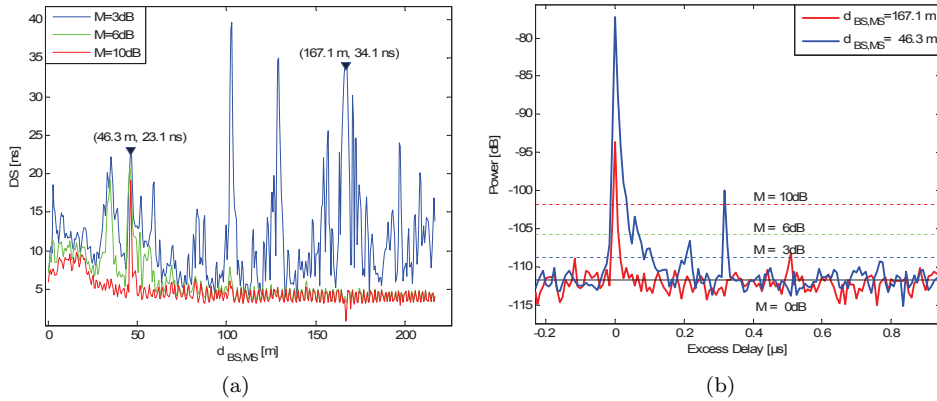 M=3dB
M=6dB
M=10dB
(167.1 m, 34.1 ns)
(46.3 m, 23.1 ns)
DS [ns]
40
35
30
25
20
15
10
5
0 50 100 150 200
d BS,MS [m]
(a)
d BS,MS =167.1 m
d BS,MS = 46.3 m
Power [dB]
-80
-85
-90
-95
-100
-105
-110
-115
M = 10dB
M = 6dB
M = 3dB
M = 0dB
-0.2 0 0.2 0.4 0.6 0.8
Excess Delay [µs]
(b)